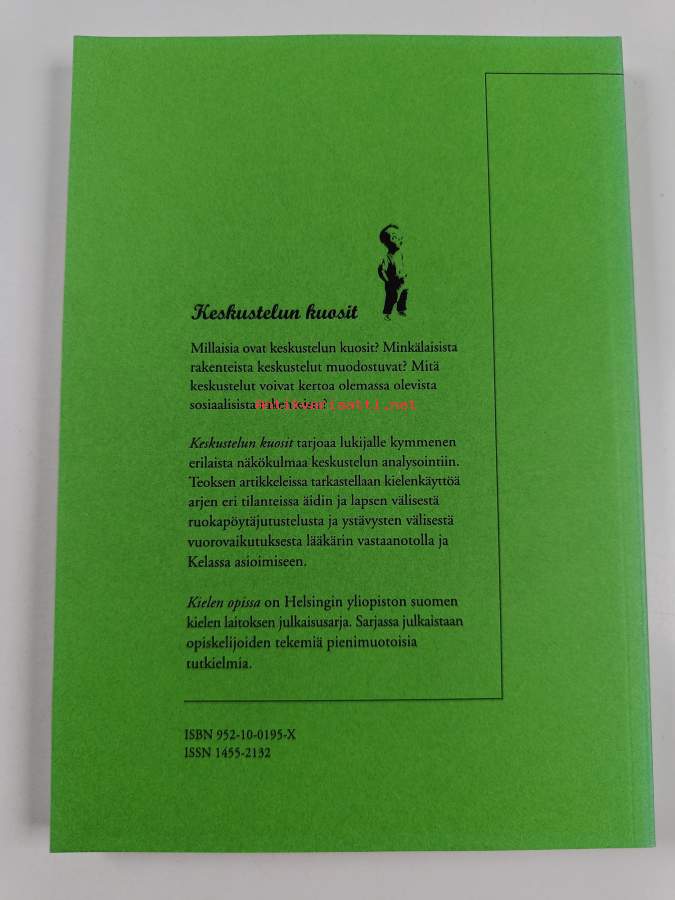 Keskustelun kuosit
Millaisia ovat keskustelun kuosit? Minkälaisista
rakenteista keskustelut muodostuvat? Mitä
keskustelut voivat kertoa olemassa olevista
sosiaalisista
antikvariaatti.net
Keskustelun kuosit tarjoaa lukijalle kymmenen
erilaista näkökulmaa keskustelun analysointiin.
Teoksen artikkeleissa tarkastellaan kielenkäyttöä
arjen eri tilanteissa äidin ja lapsen välisestä
ruokapöytäjutustelusta ja ystävysten välisestä
vuorovaikutuksesta lääkärin vastaanotolla ja
Kelassa asioimiseen.
Kielen opissa on Helsingin yliopiston suomen
kielen laitoksen julkaisusarja. Sarjassa julkaistaan
opiskelijoiden tekemiä pienimuotoisia
tutkielmia.
ISBN 952-10-0195-X
ISSN 1455-2132